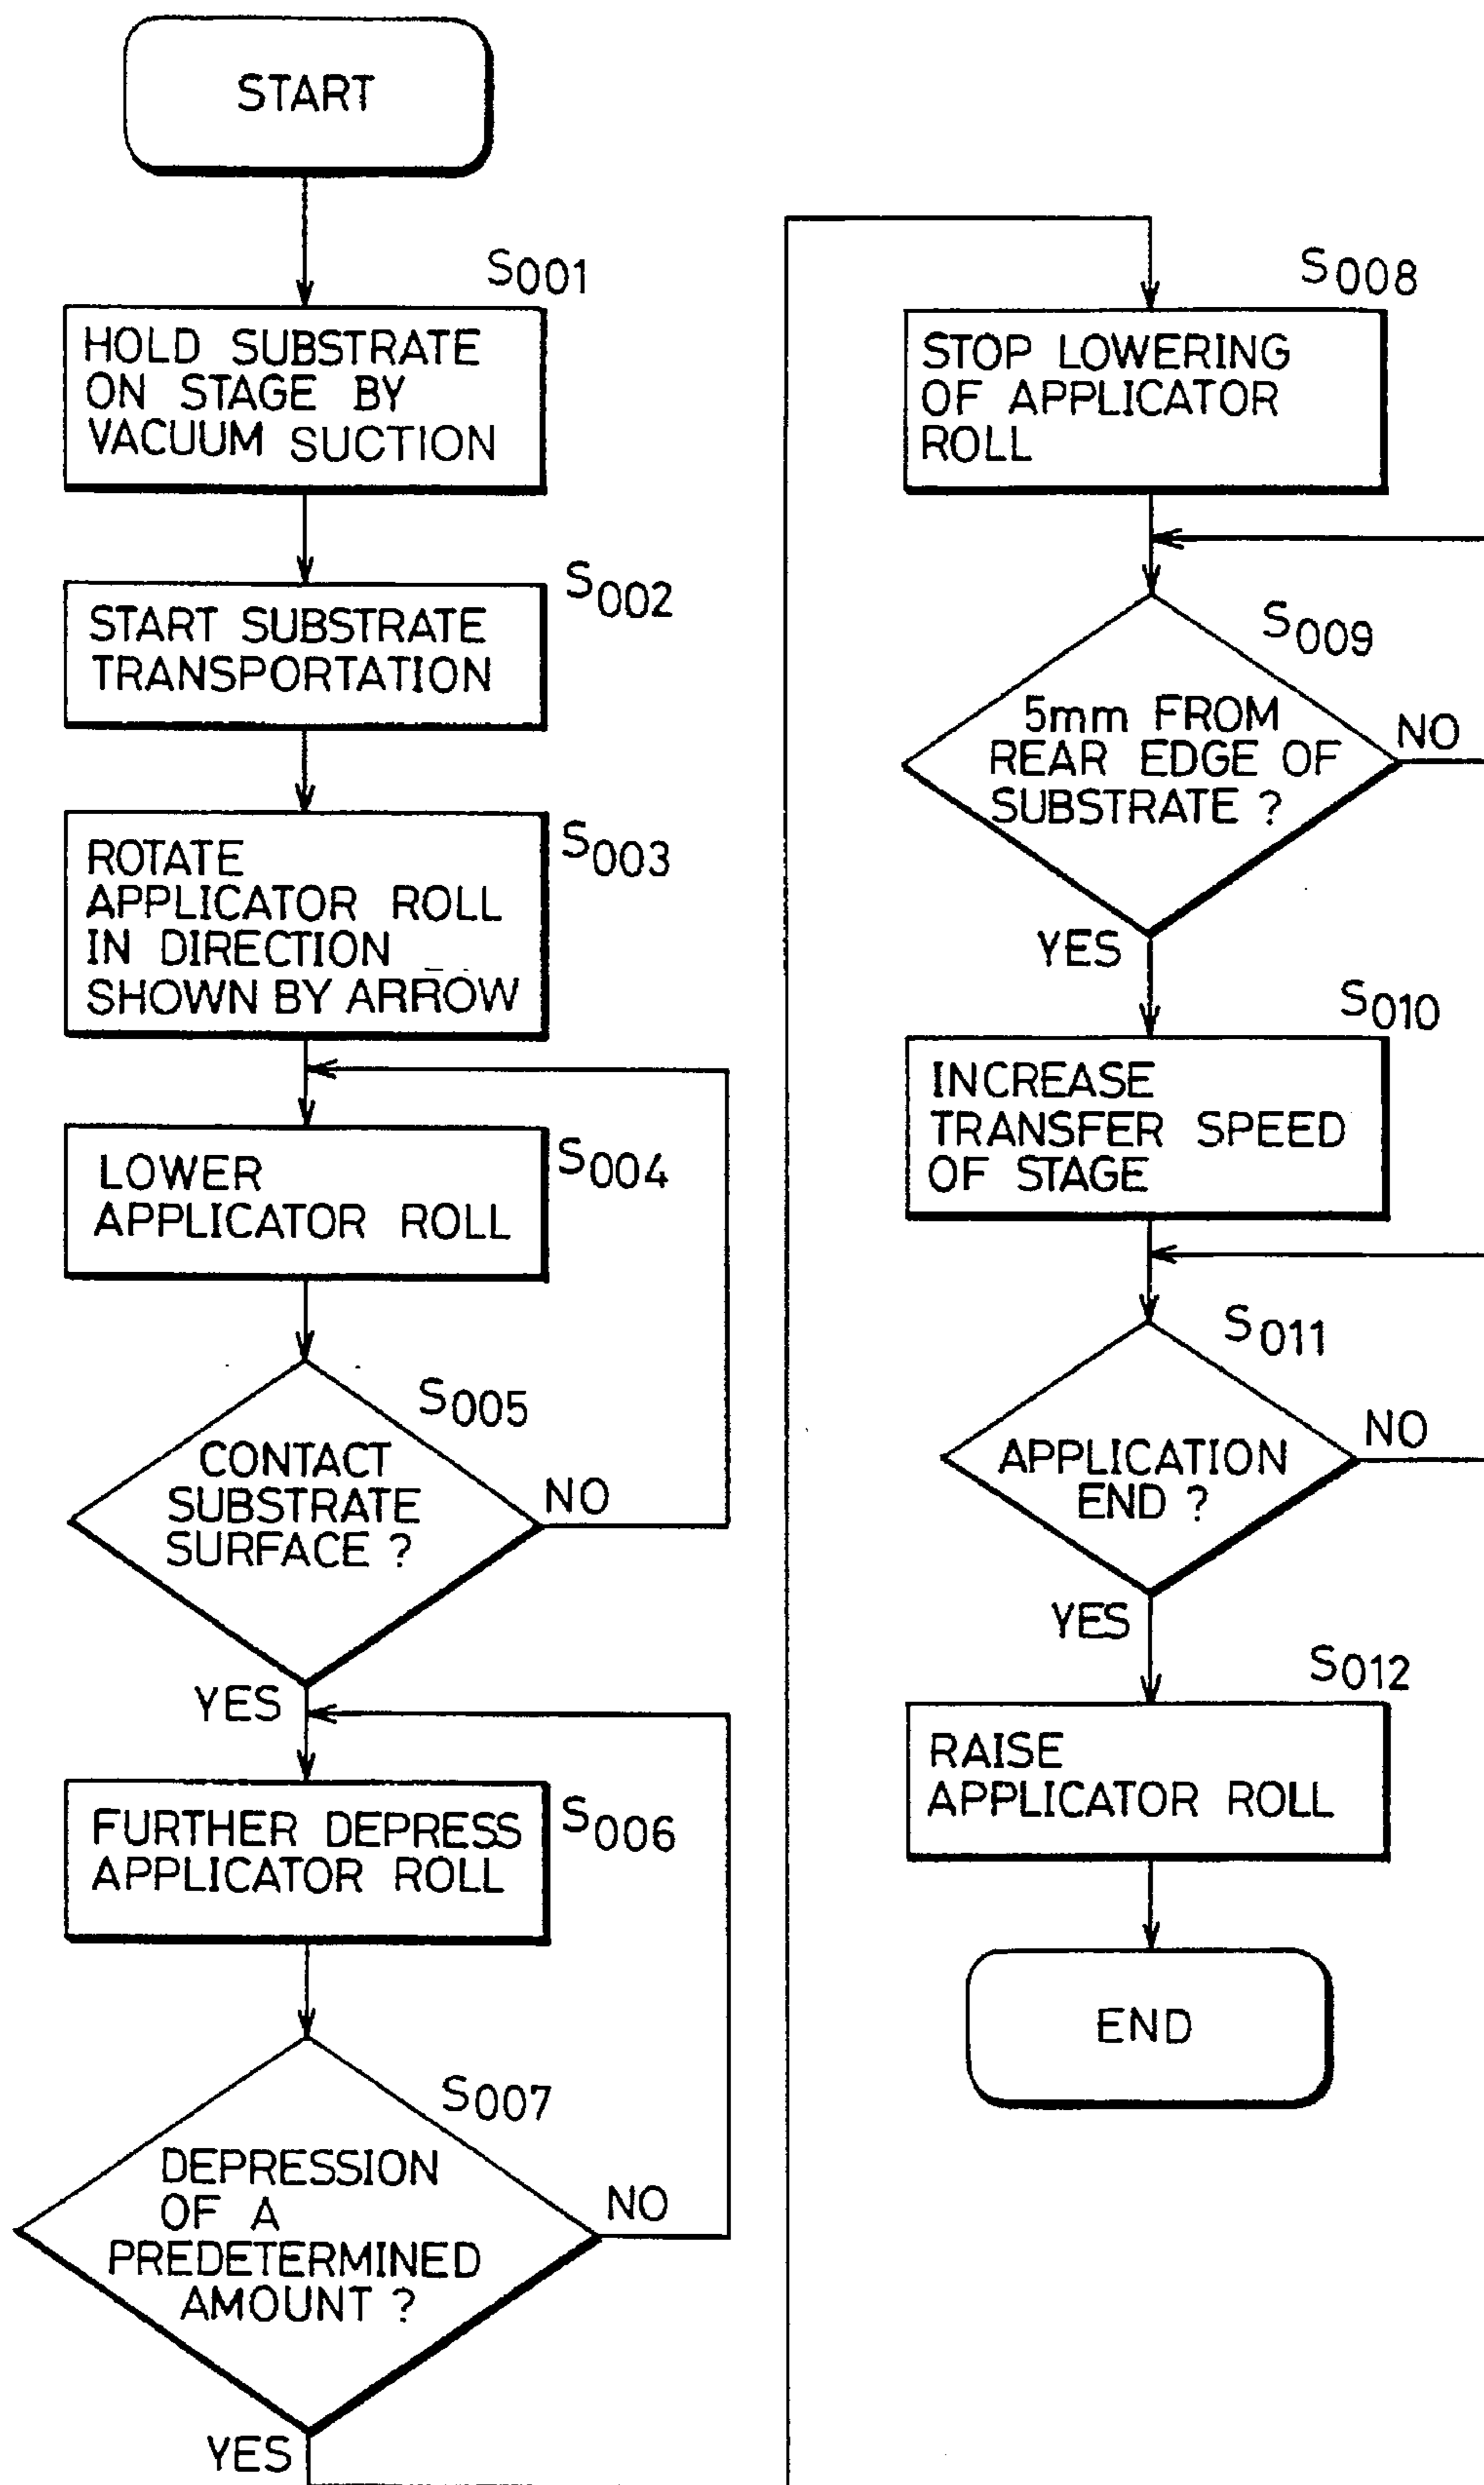 START
S001
HOLD SUBSTRATE
ON STAGE BY
VACUUM SUCTION
S002
START SUBSTRATE
TRANSPORTATION
S003
ROTATE
APPLICATOR ROLL
IN DIRECTION
SHOWN BY ARROW
S004
LOWER
APPLICATOR ROLL
S005
CONTACT
SUBSTRATE
SURFACE ?
NO
YES
S006
FURTHER DEPRESS
APPLICATOR ROLL
S007
DEPRESSION
OF A
PREDETERMINED
AMOUNT ?
NO
YES
S008
STOP LOWERING
OF APPLICATOR
ROLL
S009
5mm FROM
REAR EDGE OF
SUBSTRATE ?
NO
YES
S010
INCREASE
TRANSFER SPEED
OF STAGE
S011
APPLICATION
END ?
NO
YES
S012
RAISE
APPLICATOR ROLL
END